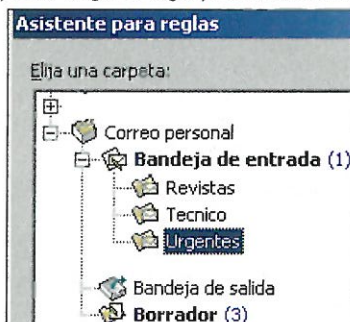 Asistente para reglas
Elija una carpeta:
Correo personal
Bandeja de entrada (1)
Revistas
Tecnico
Urgentes
Bandeja de salida
Borrador (3)